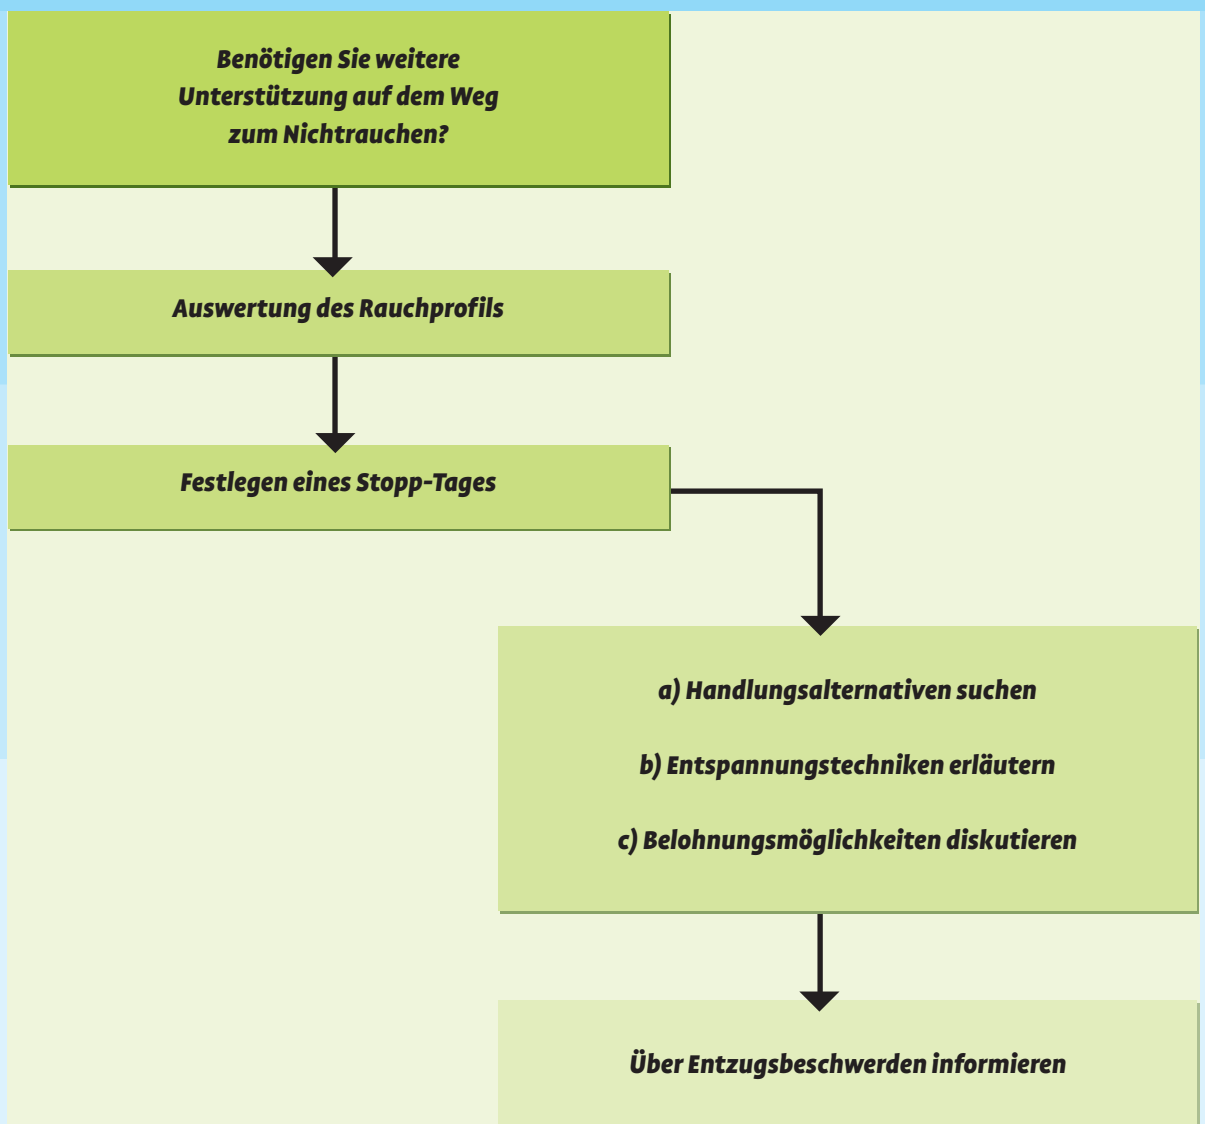 Benötigen Sie weitere
Unterstützung auf dem Weg
zum Nichtrauchen?
Auswertung des Rauchprofils
Festlegen eines Stopp-Tages
a) Handlungsalternativen suchen
b) Entspannungstechniken erläutern
c) Belohnungsmöglichkeiten diskutieren
Über Entzugsbeschwerden informieren